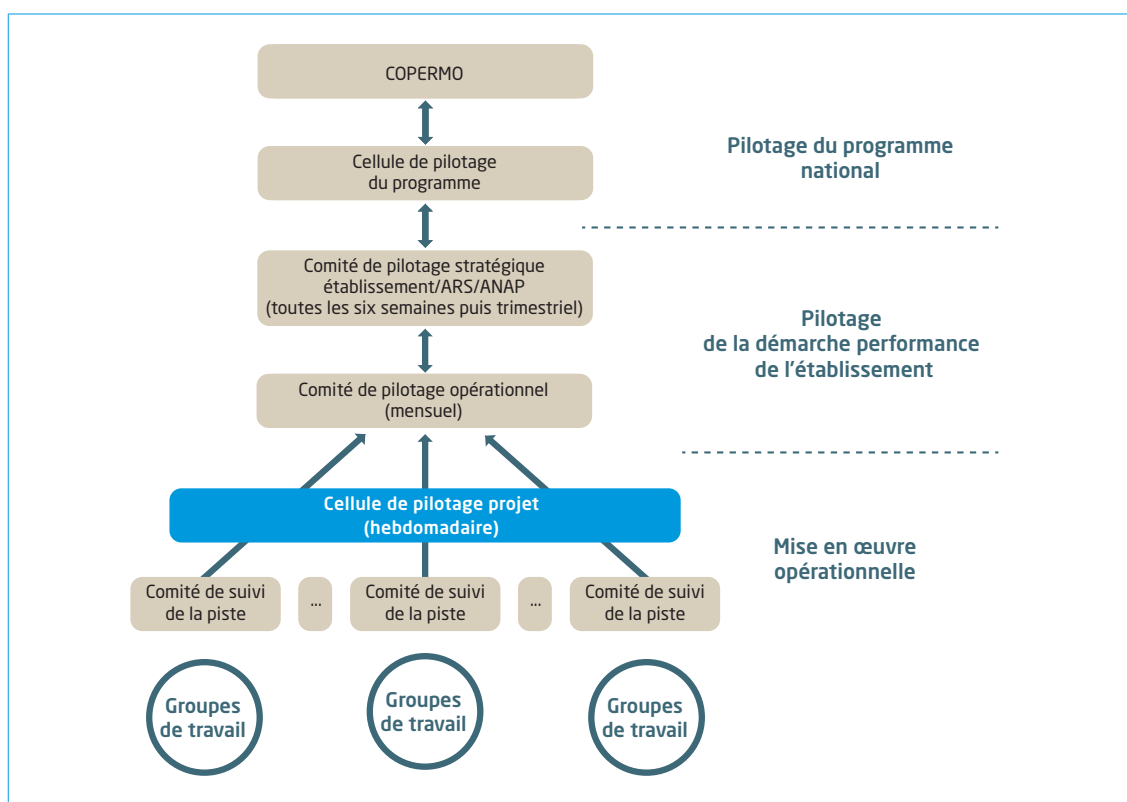 COPERMO
Cellule de pilotage
du programme
Pilotage du programme
national
Comité de pilotage stratégique
établissement/ARS/ANAP
(toutes les six semaines puis trimestriel)
Pilotage
de la démarche performance
de l'établissement
Comité de pilotage opérationnel
(mensuel)
Cellule de pilotage projet
(hebdomadaire)
Mise en œuvre
opérationnelle
Comité de suivi
de la piste
...
Comité de suivi
de la piste
...
Comité de suivi
de la piste
Groupes
de travail
Groupes
de travail
Groupes
de travail